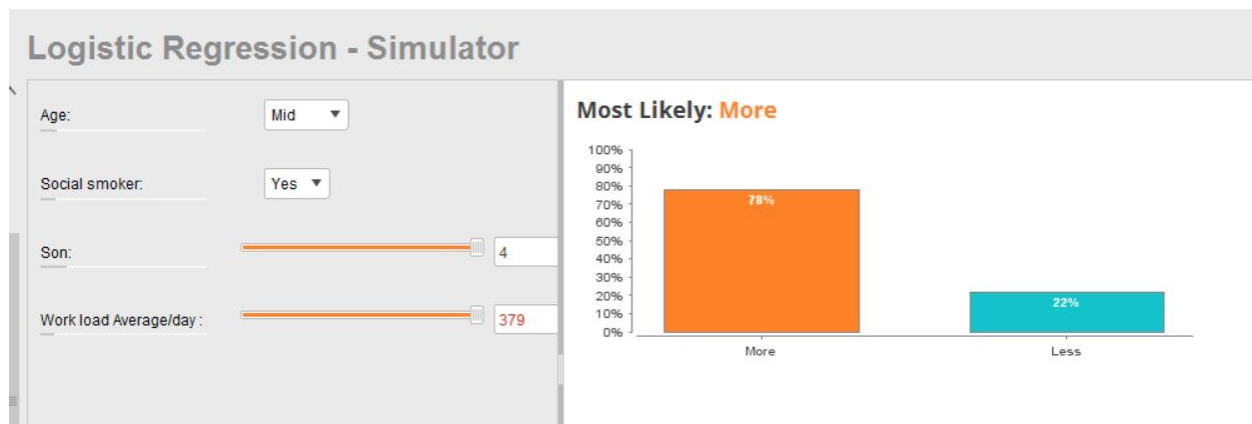 Logistic Regression - Simulator
Age:
Mid
Social smoker:
Yes
Son:
4
Work load Average/day :
379
Most Likely: More
100%
90%
80%
70%
60%
50%
40%
30%
20%
10%
0%
78%
22%
More
Less